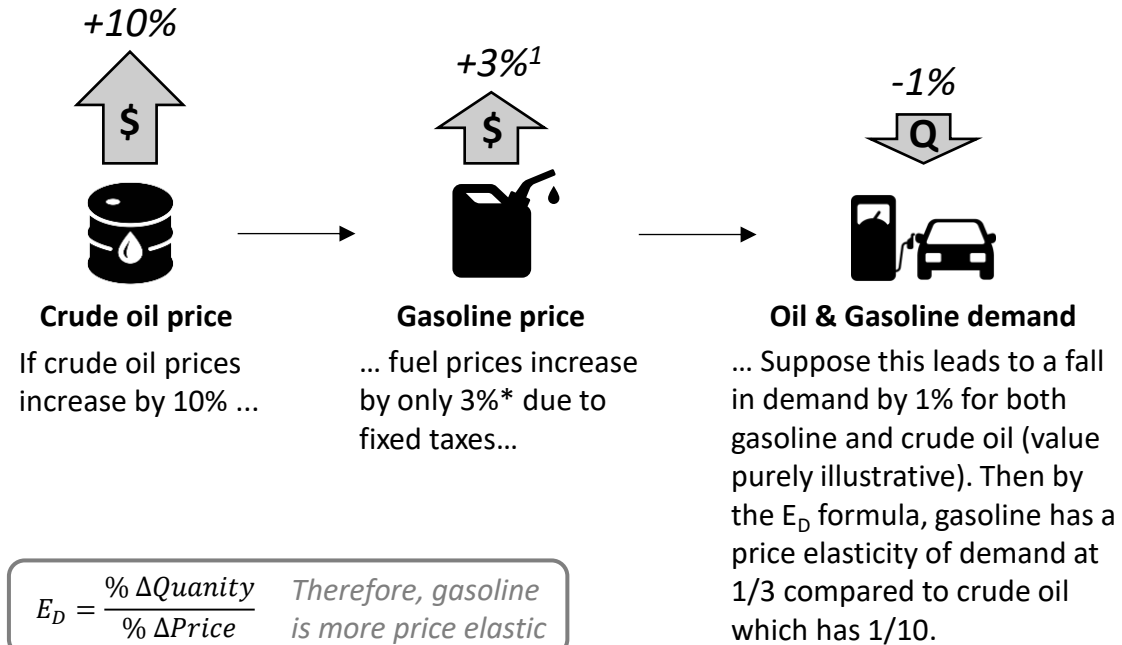 +10%
$
+3%¹
$
-1%
Q
Crude oil price
If crude oil prices
increase by 10% ...
Gasoline price
... fuel prices increase
by only 3%* due to
fixed taxes...
Oil & Gasoline demand
... Suppose this leads to a fall
in demand by 1% for both
gasoline and crude oil (value
purely illustrative). Then by
the E_D formula, gasoline has a
price elasticity of demand at
1/3 compared to crude oil
which has 1/10.
E_D = % ΔQuanity / % ΔPrice
Therefore, gasoline
is more price elastic